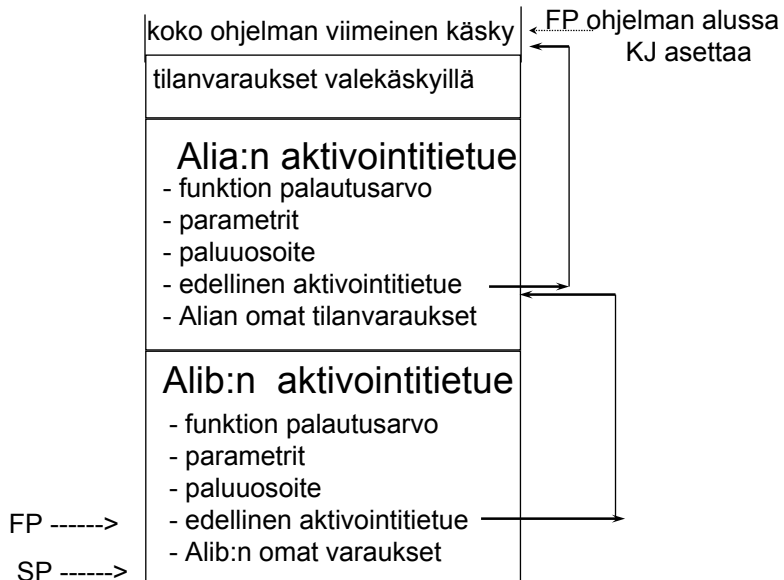 koko ohjelman viimeinen käsky
FP ohjelman alussa
KJ asettaa
tilanvaraukset valekäskyillä
Alia:n aktivointitietue
- funktion palautusarvo
- parametrit
- paluuosoite
- edellinen aktivointitietue
- Alian omat tilanvaraukset
Alib:n aktivointitietue
- funktion palautusarvo
- parametrit
- paluuosoite
FP ------>
- edellinen aktivointitietue
- Alib:n omat varaukset
SP ------>